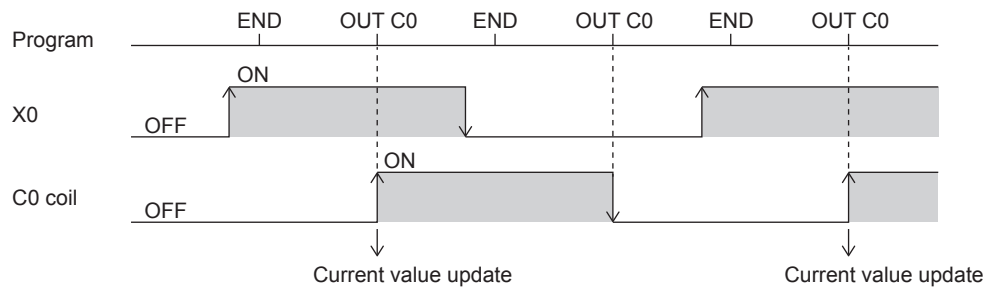 END OUT C0 END OUT C0 END OUT C0
Program
ON
X0
OFF
ON
C0 coil
OFF
Current value update Current value update